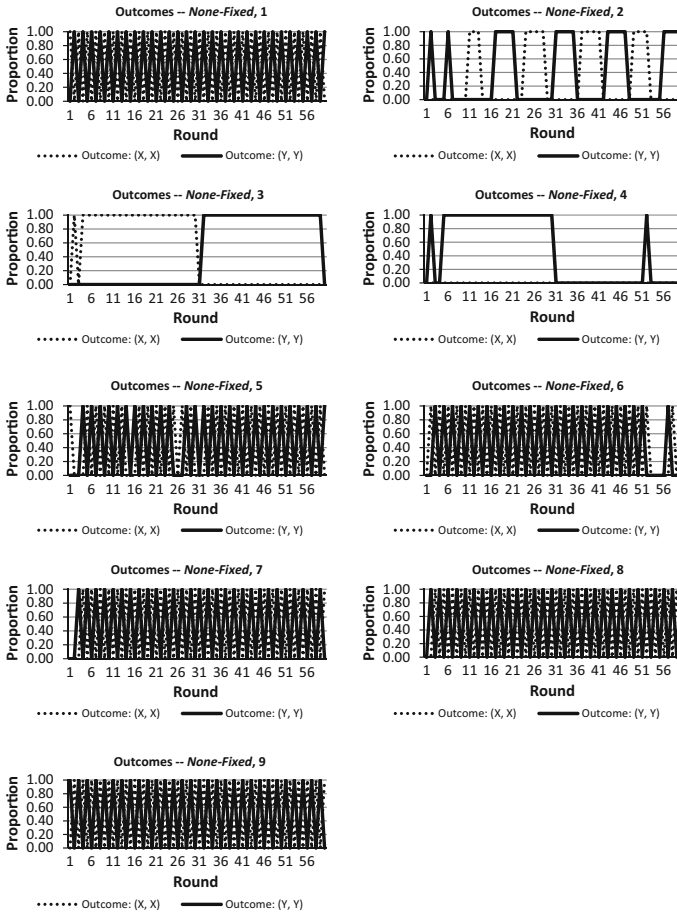 Outcomes -- None-Fixed, 1
Proportion
1.00
0.80
0.60
0.40
0.20
0.00
1 6 11 16 21 26 31 36 41 46 51 56
Round
Outcome: (X, X) Outcome: (Y, Y)
Outcomes -- None-Fixed, 2
Proportion
1.00
0.80
0.60
0.40
0.20
0.00
1 6 11 16 21 26 31 36 41 46 51 56
Round
Outcome: (X, X) Outcome: (Y, Y)
Outcomes -- None-Fixed, 3
Proportion
1.00
0.80
0.60
0.40
0.20
0.00
1 6 11 16 21 26 31 36 41 46 51 56
Round
Outcome: (X, X) Outcome: (Y, Y)
Outcomes -- None-Fixed, 4
Proportion
1.00
0.80
0.60
0.40
0.20
0.00
1 6 11 16 21 26 31 36 41 46 51 56
Round
Outcome: (X, X) Outcome: (Y, Y)
Outcomes -- None-Fixed, 5
Proportion
1.00
0.80
0.60
0.40
0.20
0.00
1 6 11 16 21 26 31 36 41 46 51 56
Round
Outcome: (X, X) Outcome: (Y, Y)
Outcomes -- None-Fixed, 6
Proportion
1.00
0.80
0.60
0.40
0.20
0.00
1 6 11 16 21 26 31 36 41 46 51 56
Round
Outcome: (X, X) Outcome: (Y, Y)
Outcomes -- None-Fixed, 7
Proportion
1.00
0.80
0.60
0.40
0.20
0.00
1 6 11 16 21 26 31 36 41 46 51 56
Round
Outcome: (X, X) Outcome: (Y, Y)
Outcomes -- None-Fixed, 8
Proportion
1.00
0.80
0.60
0.40
0.20
0.00
1 6 11 16 21 26 31 36 41 46 51 56
Round
Outcome: (X, X) Outcome: (Y, Y)
Outcomes -- None-Fixed, 9
Proportion
1.00
0.80
0.60
0.40
0.20
0.00
1 6 11 16 21 26 31 36 41 46 51 56
Round
Outcome: (X, X) Outcome: (Y, Y)